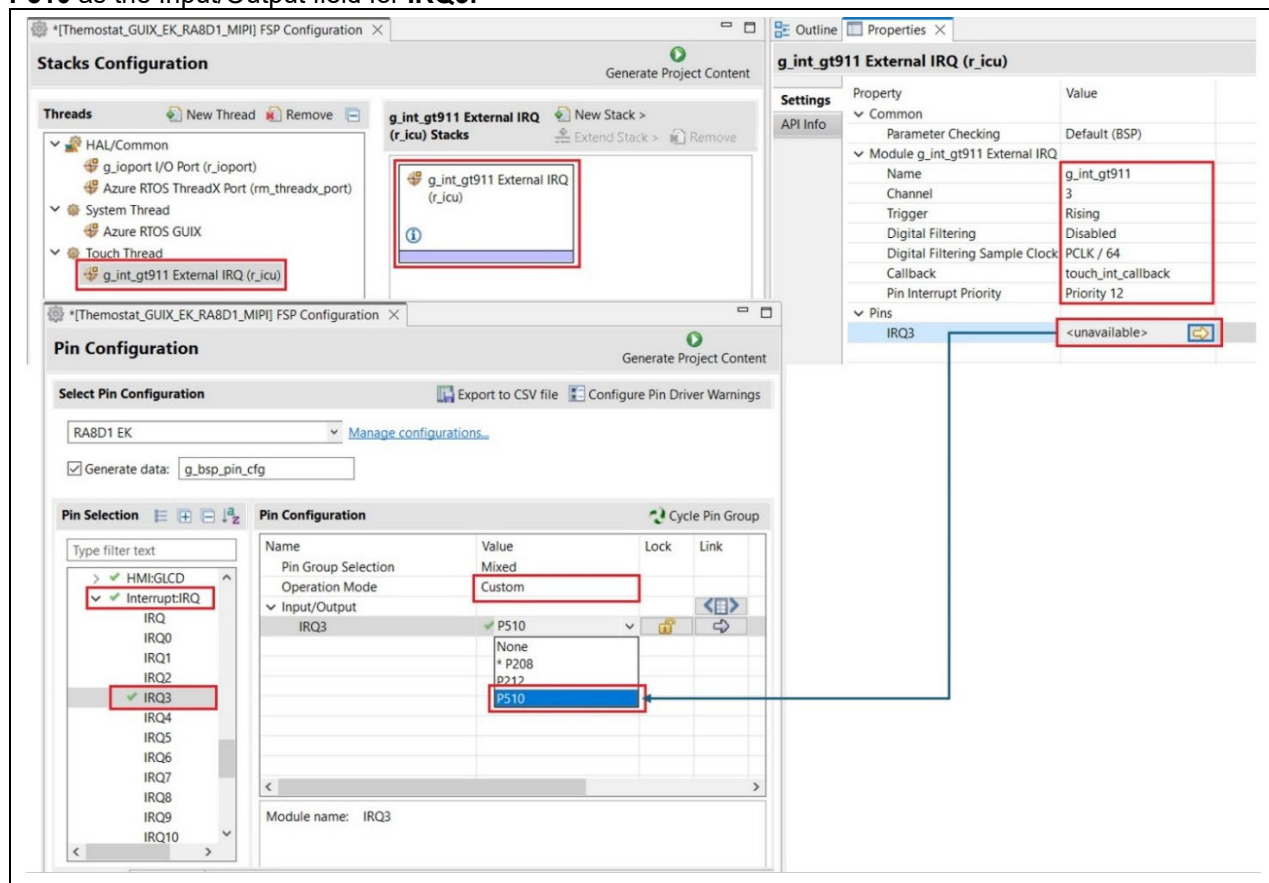 P510 as the Input/Output field for IRQ3.
*[Themostat_GUIX_EK_RA8D1_MIPI] FSP Configuration
Stacks Configuration
Generate Project Content
Threads
New Thread
Remove
HAL/Common
g_ioport I/O Port (r_ioport)
Azure RTOS ThreadX Port (rm_threadx_port)
System Thread
Azure RTOS GUIX
Touch Thread
g_int_gt911 External IRQ (r_icu)
g_int_gt911 External IRQ
(r_icu) Stacks
New Stack >
Extend Stack >
Remove
g_int_gt911 External IRQ
(r_icu)
Outline
Properties
g_int_gt911 External IRQ (r_icu)
Settings
API Info
Property Value
Common
Parameter Checking Default (BSP)
Module g_int_gt911 External IRQ
Name g_int_gt911
Channel 3
Trigger Rising
Digital Filtering Disabled
Digital Filtering Sample Clock PCLK / 64
Callback touch_int_callback
Pin Interrupt Priority Priority 12
Pins
IRQ3 <unavailable>
*[Themostat_GUIX_EK_RA8D1_MIPI] FSP Configuration
Pin Configuration
Generate Project Content
Select Pin Configuration
Export to CSV file
Configure Pin Driver Warnings
RA8D1 EK
Manage configurations...
Generate data: g_bsp_pin_cfg
Pin Selection
Type filter text
HMI:GLCD
Interrupt:IRQ
IRQ
IRQ0
IRQ1
IRQ2
IRQ3
IRQ4
IRQ5
IRQ6
IRQ7
IRQ8
IRQ9
IRQ10
Pin Configuration
Cycle Pin Group
Name Value Lock Link
Pin Group Selection Mixed
Operation Mode Custom
Input/Output
IRQ3 P510
None
* P208
P212
P510
Module name: IRQ3